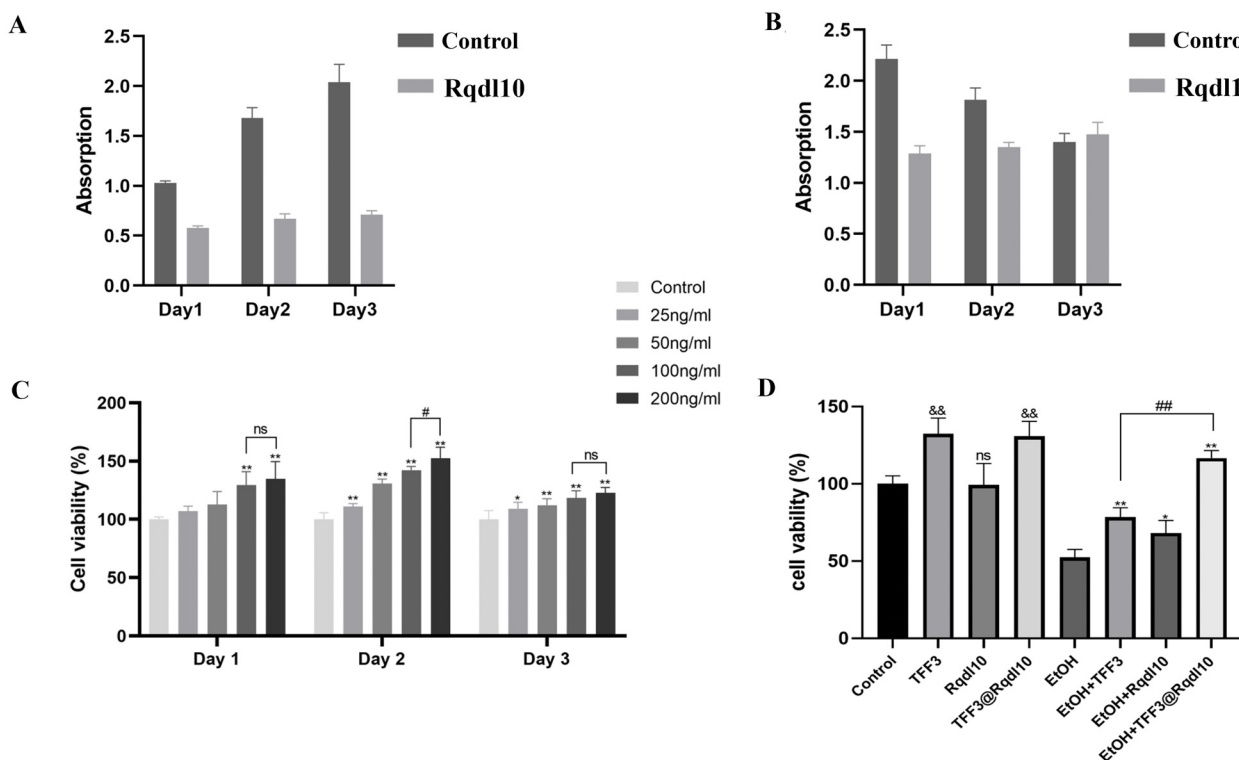 A
Absorption
2.5
2.0
1.5
1.0
0.5
0.0
Day1 Day2 Day3
Control
Rqdl10
B
Absorption
2.5
2.0
1.5
1.0
0.5
0.0
Day1 Day2 Day3
Contro
Rqdl1
Control
25ng/ml
50ng/ml
100ng/ml
200ng/ml
C
Cell viability (%)
200
150
100
50
0
ns
** **
#
** ** ** **
ns
* ** ** **
Day 1 Day 2 Day 3
D
cell vability (%)
150
100
50
0
&&
ns
&&
**
*
**
##
Control
TFF3
Rqdl10
TFF3@Rqdl10
EtOH
EtOH+TFF3
EtOH+Rqdl10
EtOH+TFF3@Rqdl10